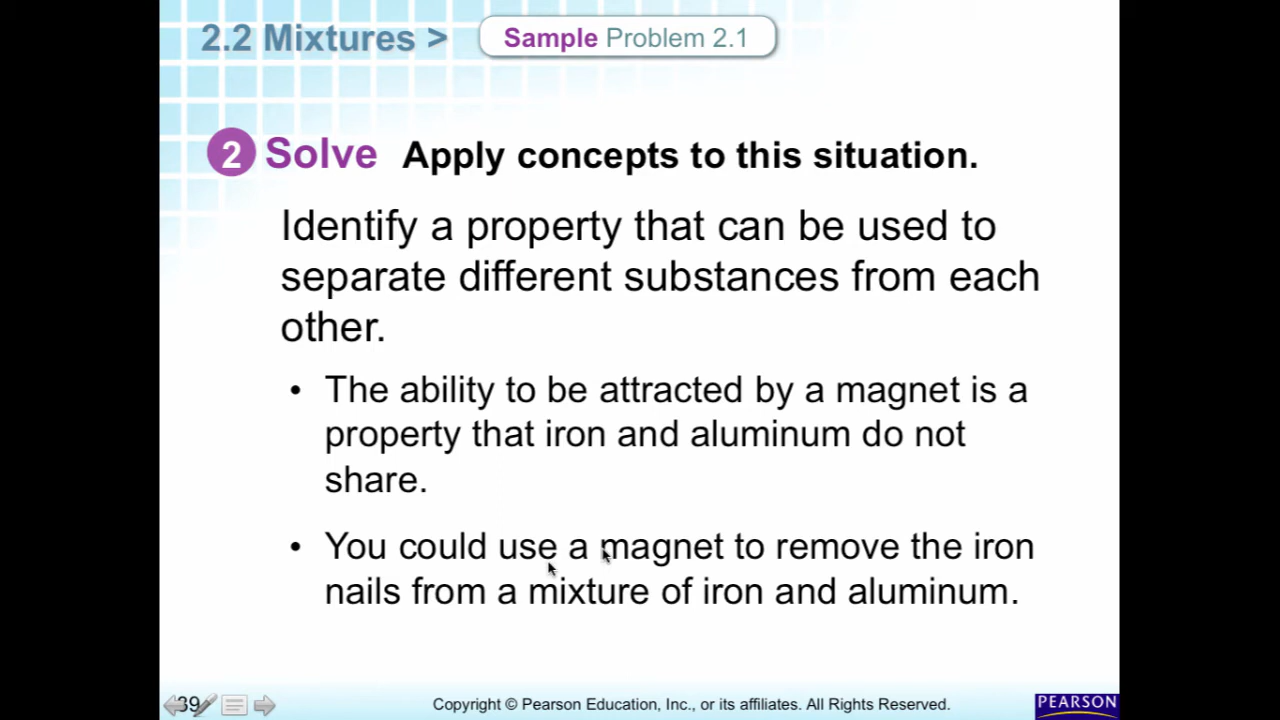 2.2 Mixtures >
Sample Problem 2.1
2 Solve Apply concepts to this situation.
Identify a property that can be used to
separate different substances from each
other.
• The ability to be attracted by a magnet is a
property that iron and aluminum do not
share.
• You could use a magnet to remove the iron
nails from a mixture of iron and aluminum.
39
Copyright © Pearson Education, Inc., or its affiliates. All Rights Reserved.
PEARSON